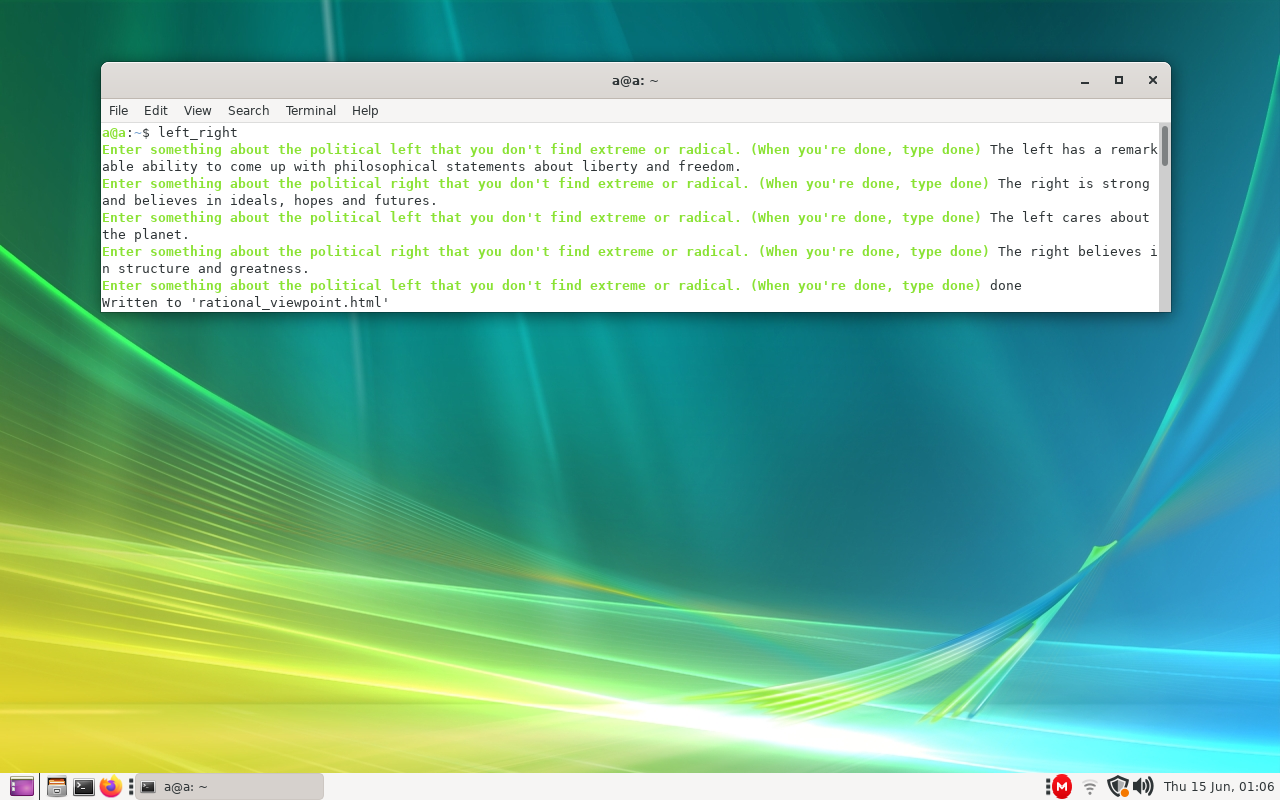 a@a: ~
File Edit View Search Terminal Help
a@a:~$ left_right
Enter something about the political left that you don't find extreme or radical. (When you're done, type done) The left has a remark
able ability to come up with philosophical statements about liberty and freedom.
Enter something about the political right that you don't find extreme or radical. (When you're done, type done) The right is strong
and believes in ideals, hopes and futures.
Enter something about the political left that you don't find extreme or radical. (When you're done, type done) The left cares about
the planet.
Enter something about the political right that you don't find extreme or radical. (When you're done, type done) The right believes i
n structure and greatness.
Enter something about the political left that you don't find extreme or radical. (When you're done, type done) done
Written to 'rational_viewpoint.html'
a@a: ~
M
Thu 15 Jun, 01:06